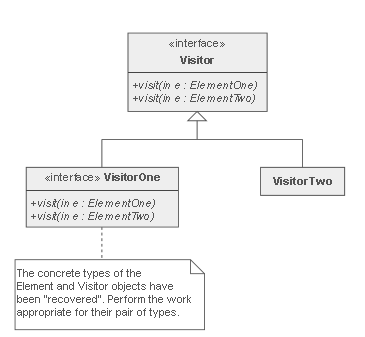 «interface»
Visitor
+visit(in e : ElementOne)
+visit(in e : ElementTwo)
«interface» VisitorOne
+visit(in e : ElementOne)
+visit(in e : ElementTwo)
VisitorTwo
The concrete types of the
Element and Visitor objects have
been "recovered". Perform the work
appropriate for their pair of types.